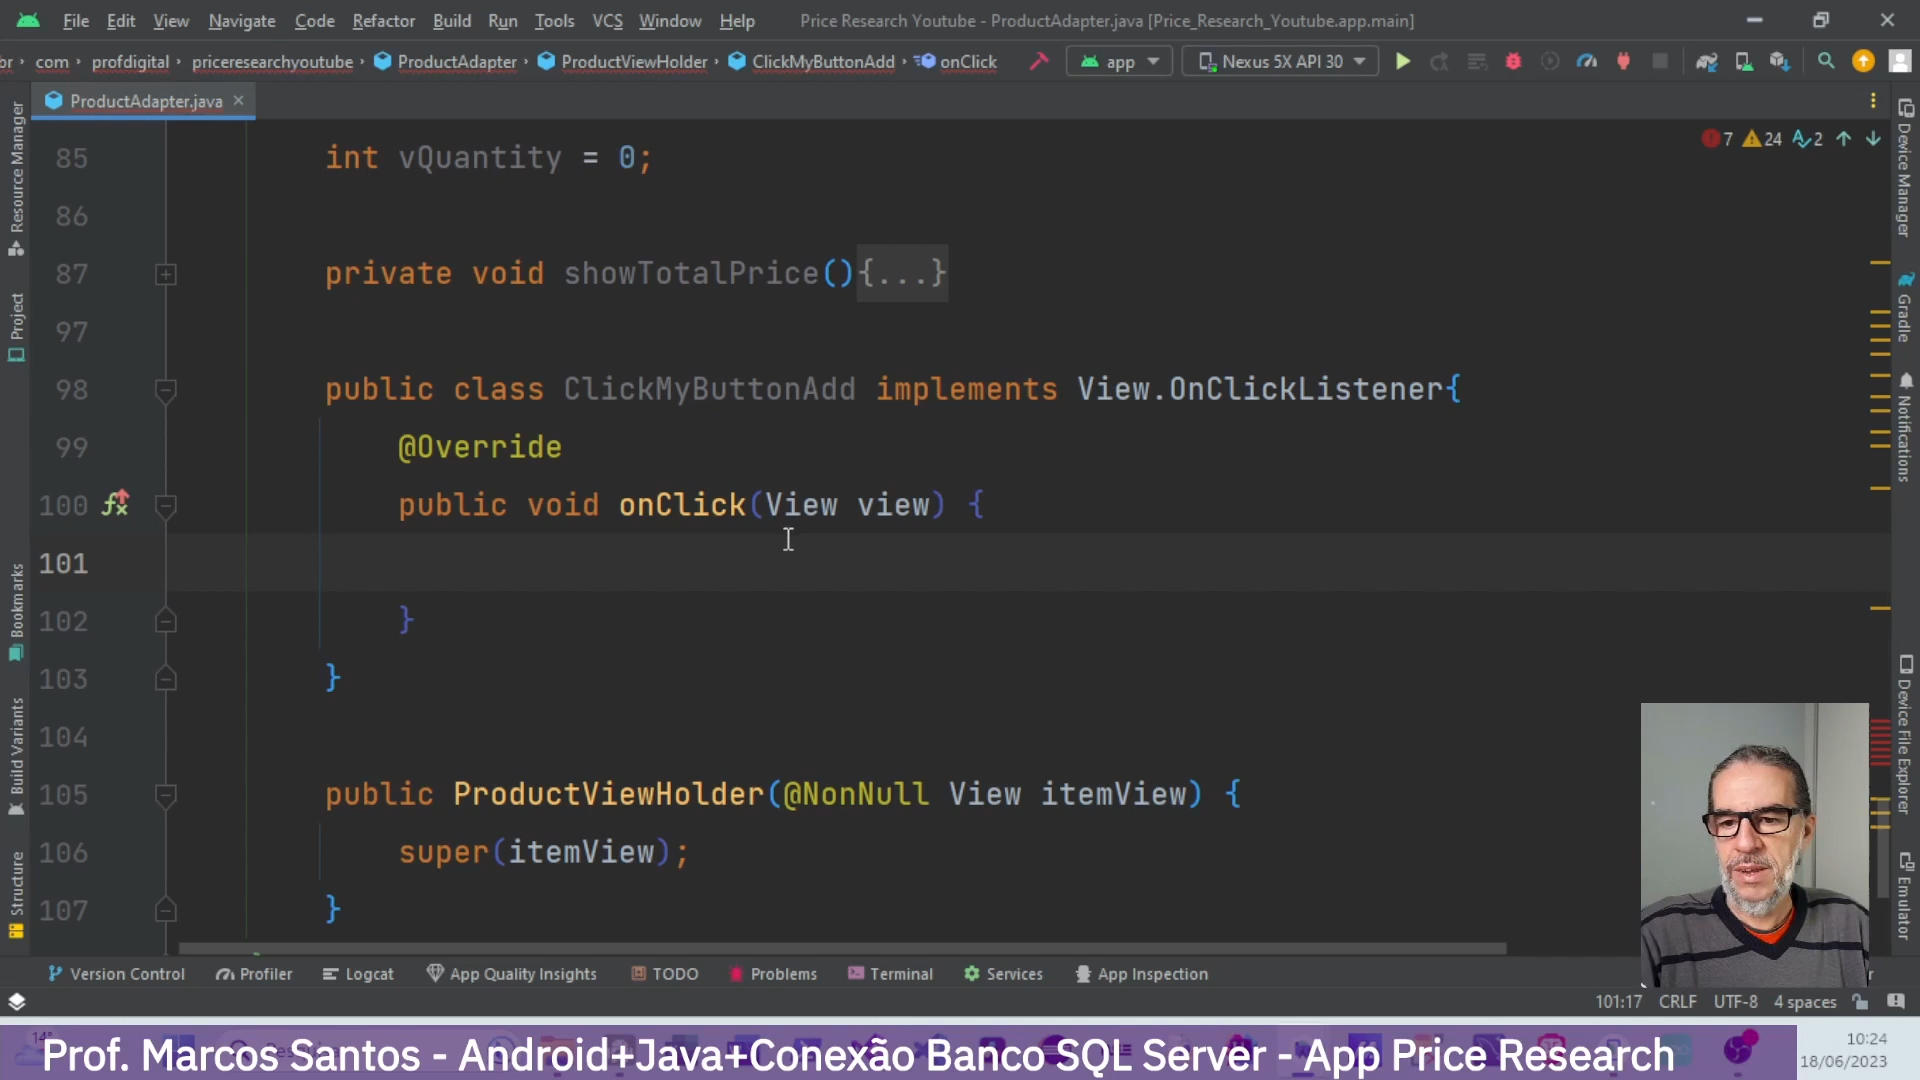 File Edit View Navigate Code Refactor Build Run Tools VCS Window Help Price Research Youtube - ProductAdapter.java [Price_Research_Youtube.app.main]
br com profdigital priceresearchyoutube ProductAdapter ProductViewHolder ClickMyButtonAdd onClick app Nexus 5X API 30
ProductAdapter.java
7 24 2
85 int vQuantity = 0;
86
87 private void showTotalPrice(){...}
97
98 public class ClickMyButtonAdd implements View.OnClickListener{
99 @Override
100 public void onClick(View view) {
101
102 }
103 }
104
105 public ProductViewHolder(@NonNull View itemView) {
106 super(itemView);
107 }
Resource Manager
Project
Bookmarks
Build Variants
Structure
Device Manager
Gradle
Notifications
Device File Explorer
Emulator
Version Control Profiler Logcat App Quality Insights TODO Problems Terminal Services App Inspection
101:17 CRLF UTF-8 4 spaces
Prof. Marcos Santos - Android+Java+Conexão Banco SQL Server - App Price Research
10:24
18/06/2023